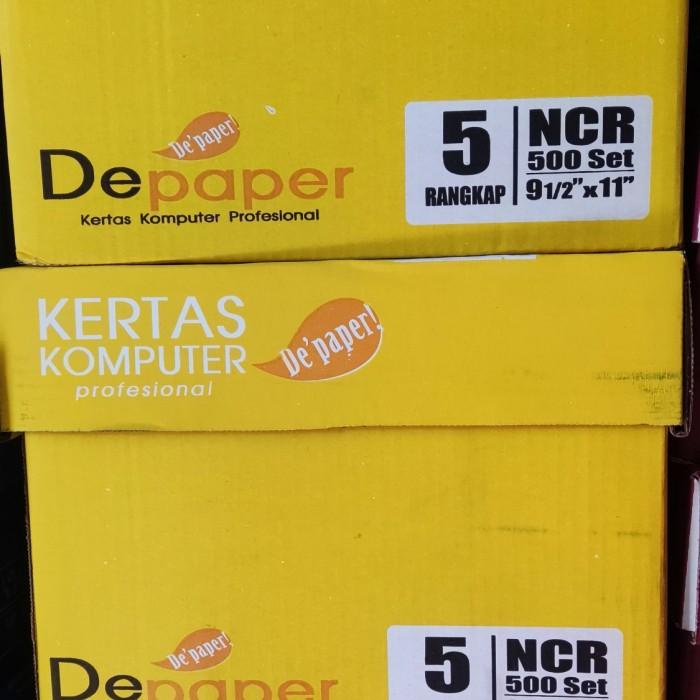 De'paper!
Depaper
Kertas Komputer Profesional
5
RANGKAP
NCR
500 Set
9 1/2" x 11"
KERTAS
KOMPUTER
profesional
De'paper!
De'paper!
Depaper
5
NCR
500 Set